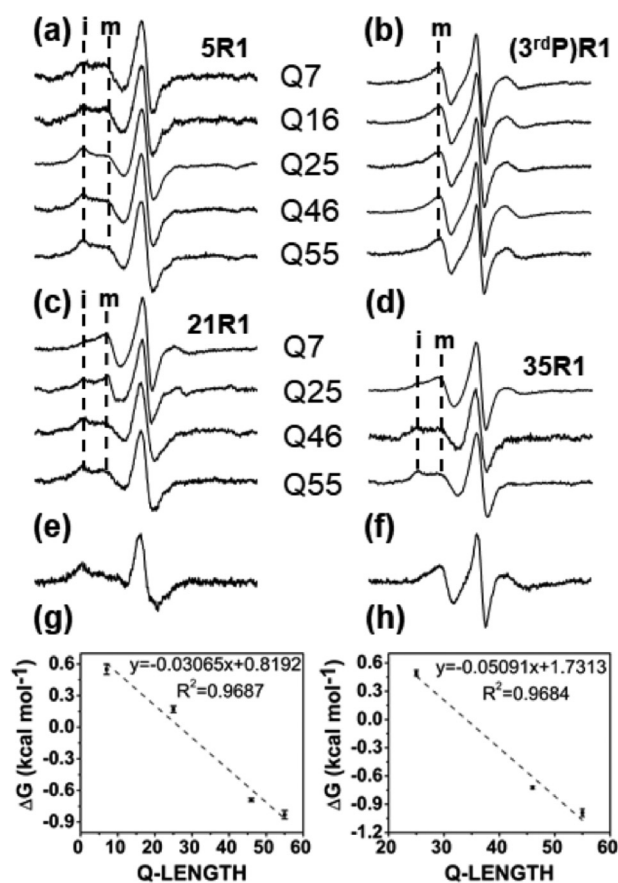 (a) i m 5R1
(b) m (3rdP)R1
Q7
Q16
Q25
Q46
Q55
(c) i m 21R1
(d) i m 35R1
Q7
Q25
Q46
Q55
(e)
(f)
(g)
(h)
y=-0.03065x+0.8192
R2=0.9687
ΔG (kcal mol-1)
0.6
0.3
0.0
-0.3
-0.6
-0.9
0 10 20 30 40 50 60
Q-LENGTH
y=-0.05091x+1.7313
R2=0.9684
ΔG (kcal mol-1)
0.6
0.3
0.0
-0.3
-0.6
-0.9
-1.2
20 30 40 50 60
Q-LENGTH